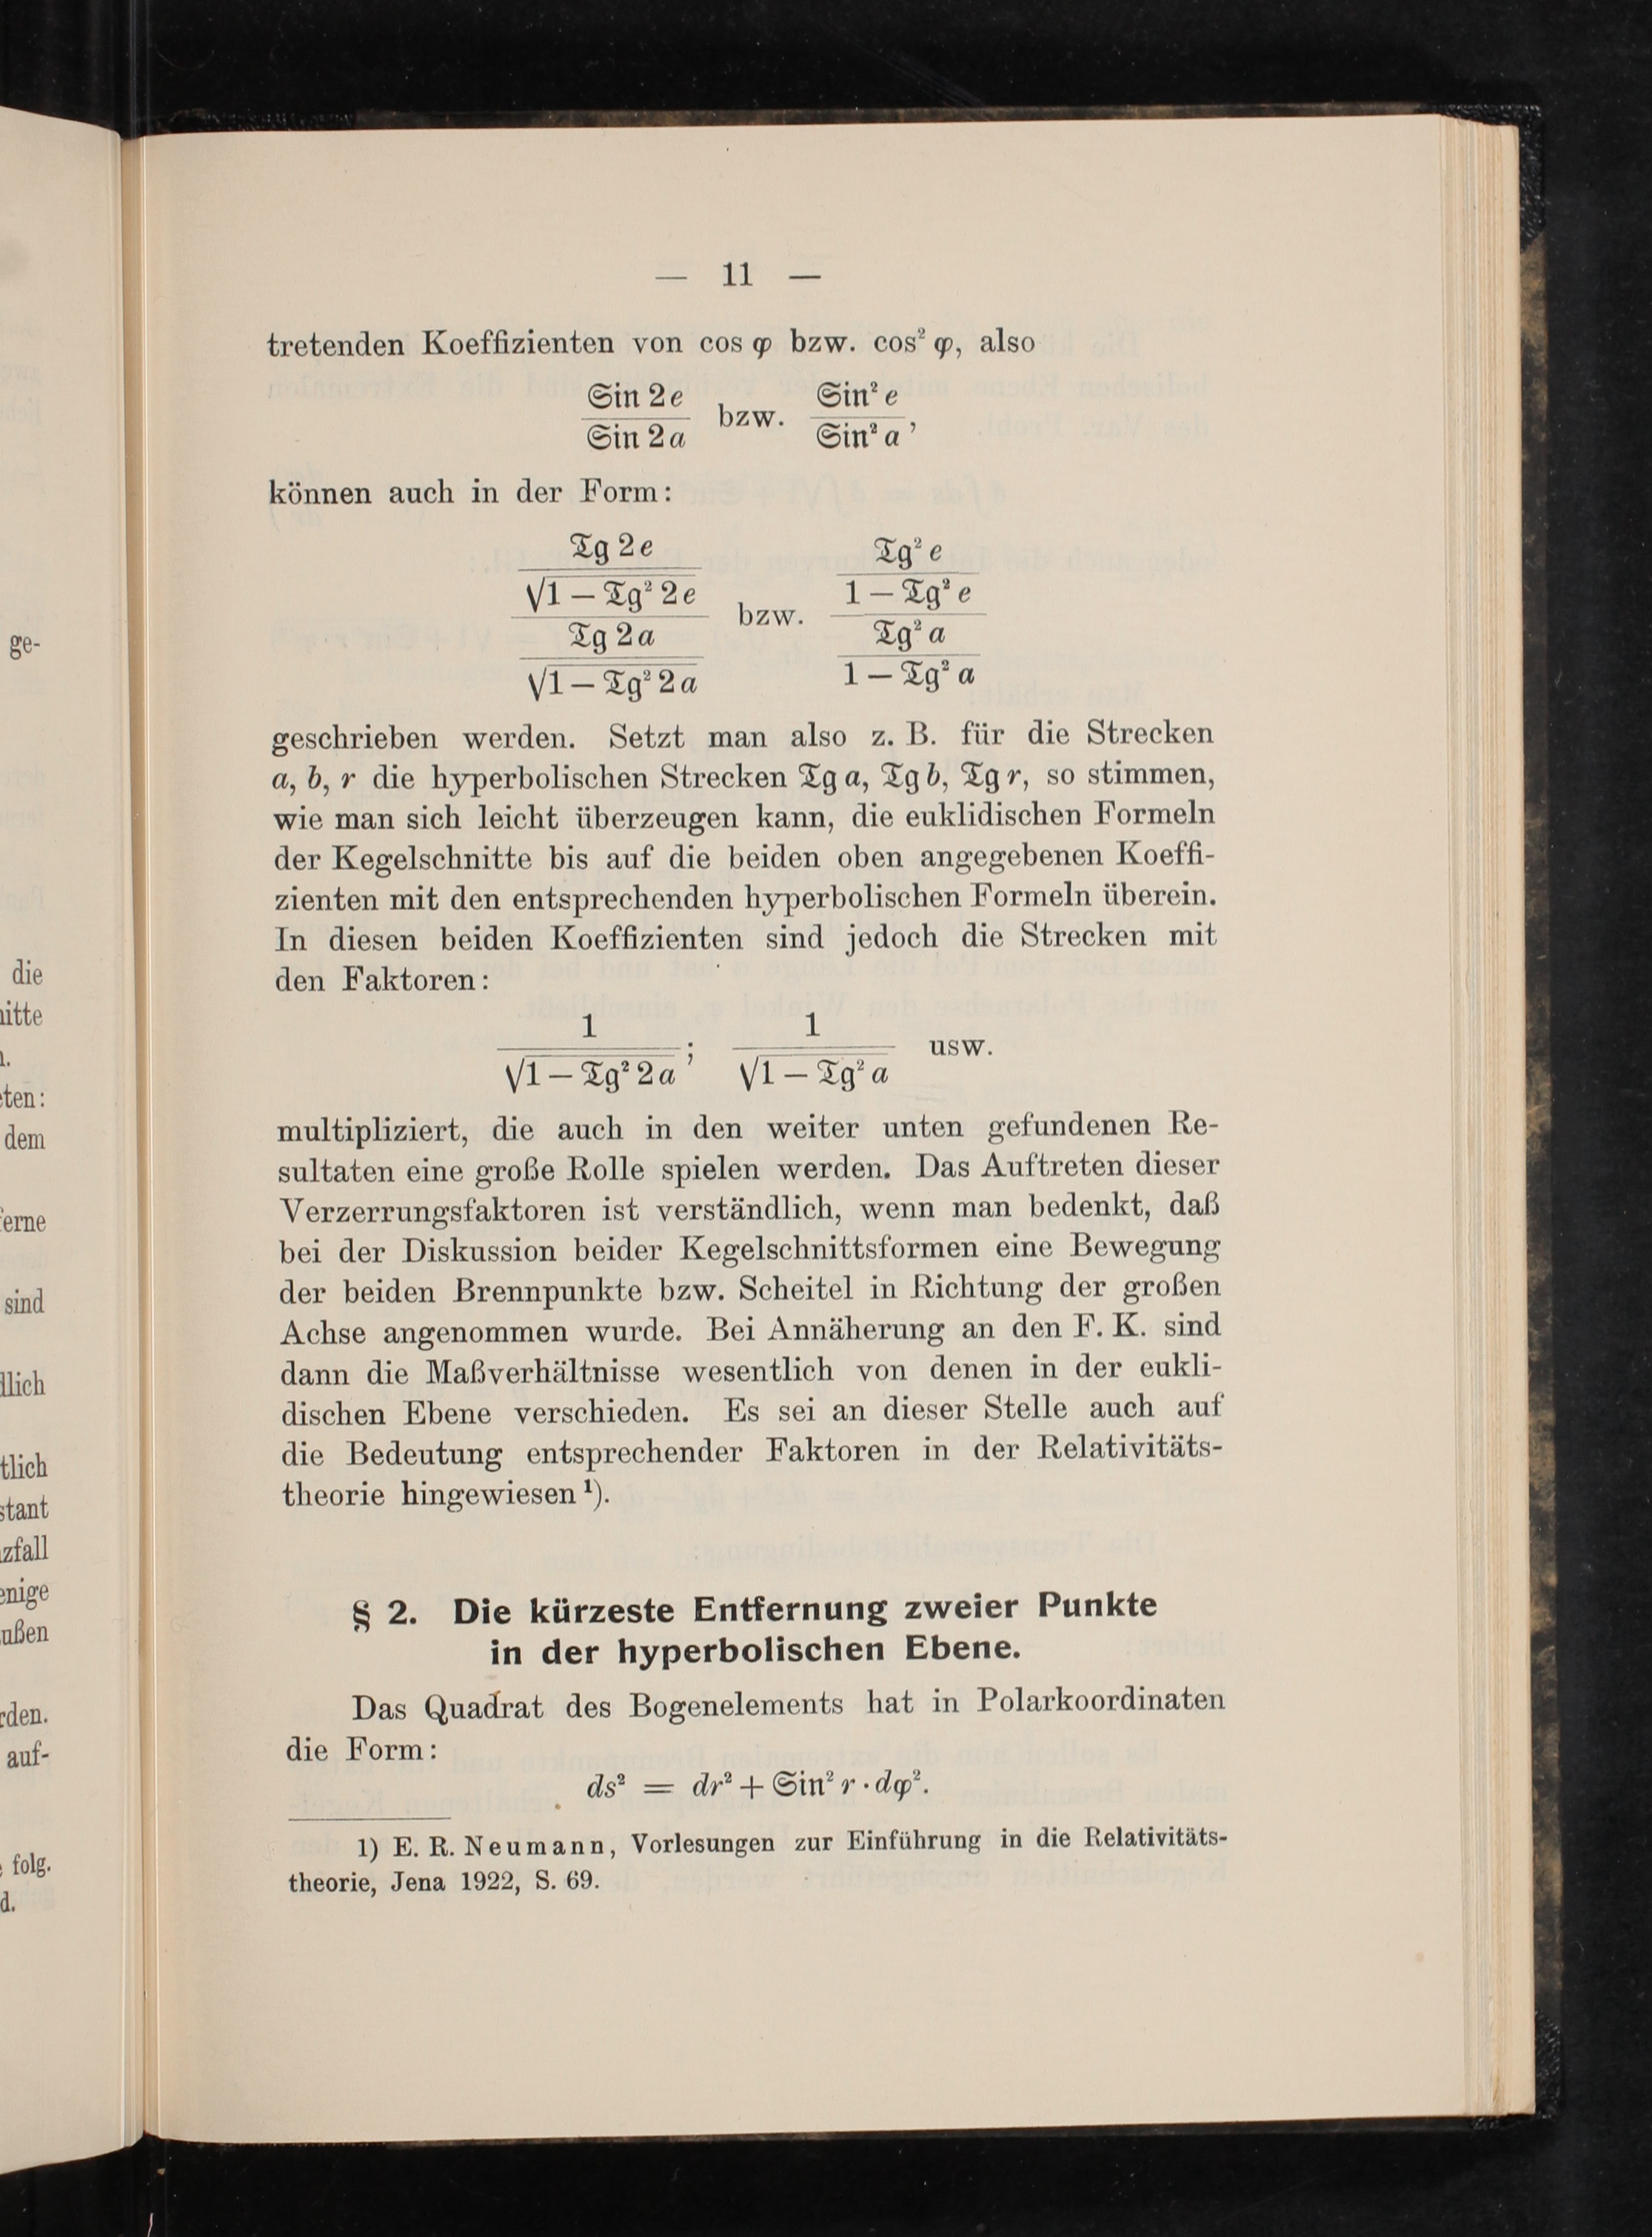 — 11 —
tretenden Koeffizienten von cos φ bzw. cos² φ, also
𝔖in 2e / 𝔖in 2a bzw. 𝔖in² e / 𝔖in² a,
können auch in der Form:
𝔗g 2e / √1 — 𝔗g² 2e / 𝔗g 2a / √1 — 𝔗g² 2a bzw. 𝔗g² e / 1 — 𝔗g² e / 𝔗g² a / 1 — 𝔗g² a
geschrieben werden. Setzt man also z. B. für die Strecken
a, b, r die hyperbolischen Strecken 𝔗g a, 𝔗g b, 𝔗g r, so stimmen,
wie man sich leicht überzeugen kann, die euklidischen Formeln
der Kegelschnitte bis auf die beiden oben angegebenen Koeffi-
zienten mit den entsprechenden hyperbolischen Formeln überein.
In diesen beiden Koeffizienten sind jedoch die Strecken mit
den Faktoren:
1 / √1 — 𝔗g² 2a ; 1 / √1 — 𝔗g² a usw.
multipliziert, die auch in den weiter unten gefundenen Re-
sultaten eine große Rolle spielen werden. Das Auftreten dieser
Verzerrungsfaktoren ist verständlich, wenn man bedenkt, daß
bei der Diskussion beider Kegelschnittsformen eine Bewegung
der beiden Brennpunkte bzw. Scheitel in Richtung der großen
Achse angenommen wurde. Bei Annäherung an den F. K. sind
dann die Maßverhältnisse wesentlich von denen in der eukli-
dischen Ebene verschieden. Es sei an dieser Stelle auch auf
die Bedeutung entsprechender Faktoren in der Relativitäts-
theorie hingewiesen ¹).
§ 2. Die kürzeste Entfernung zweier Punkte
in der hyperbolischen Ebene.
Das Quadrat des Bogenelements hat in Polarkoordinaten
die Form:
ds² = dr² + 𝔖in² r · dφ².
1) E. R. Neumann, Vorlesungen zur Einführung in die Relativitäts-
theorie, Jena 1922, S. 69.